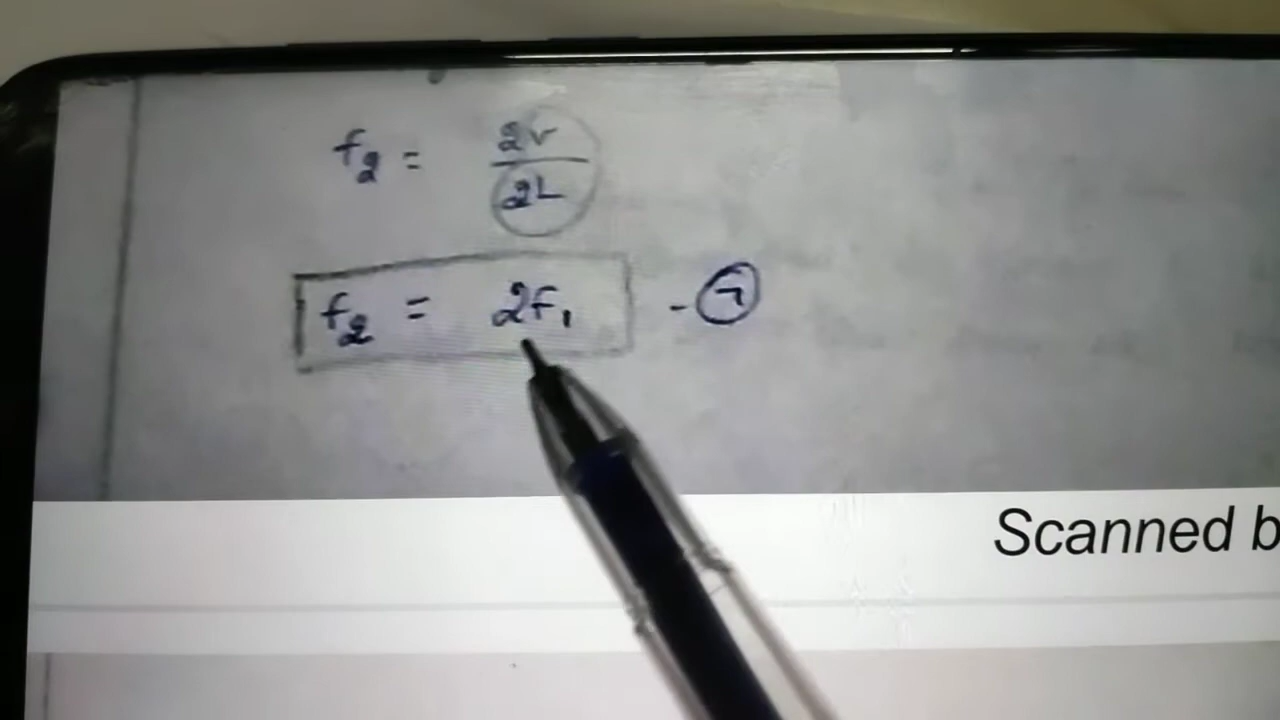 f₂ = 2v/2L
f₂ = 2f₁ - ⑦
Scanned b